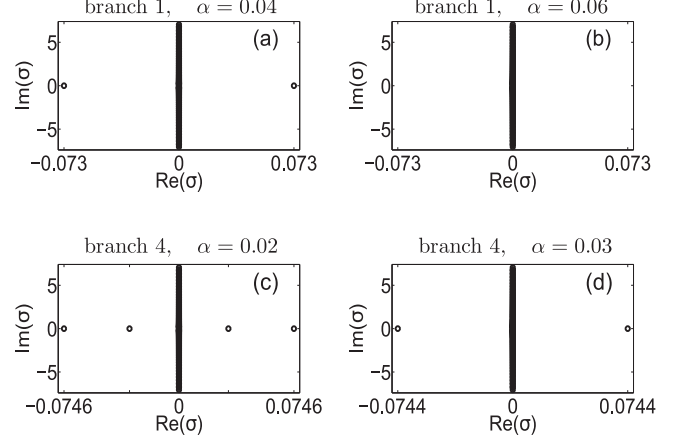 branch 1, α = 0.04
(a)
Im(σ)
5
0
−5
−0.073 0 0.073
Re(σ)
branch 1, α = 0.06
(b)
Im(σ)
5
0
−5
−0.073 0 0.073
Re(σ)
branch 4, α = 0.02
(c)
Im(σ)
5
0
−5
−0.0746 0 0.0746
Re(σ)
branch 4, α = 0.03
(d)
Im(σ)
5
0
−5
−0.0744 0 0.0744
Re(σ)